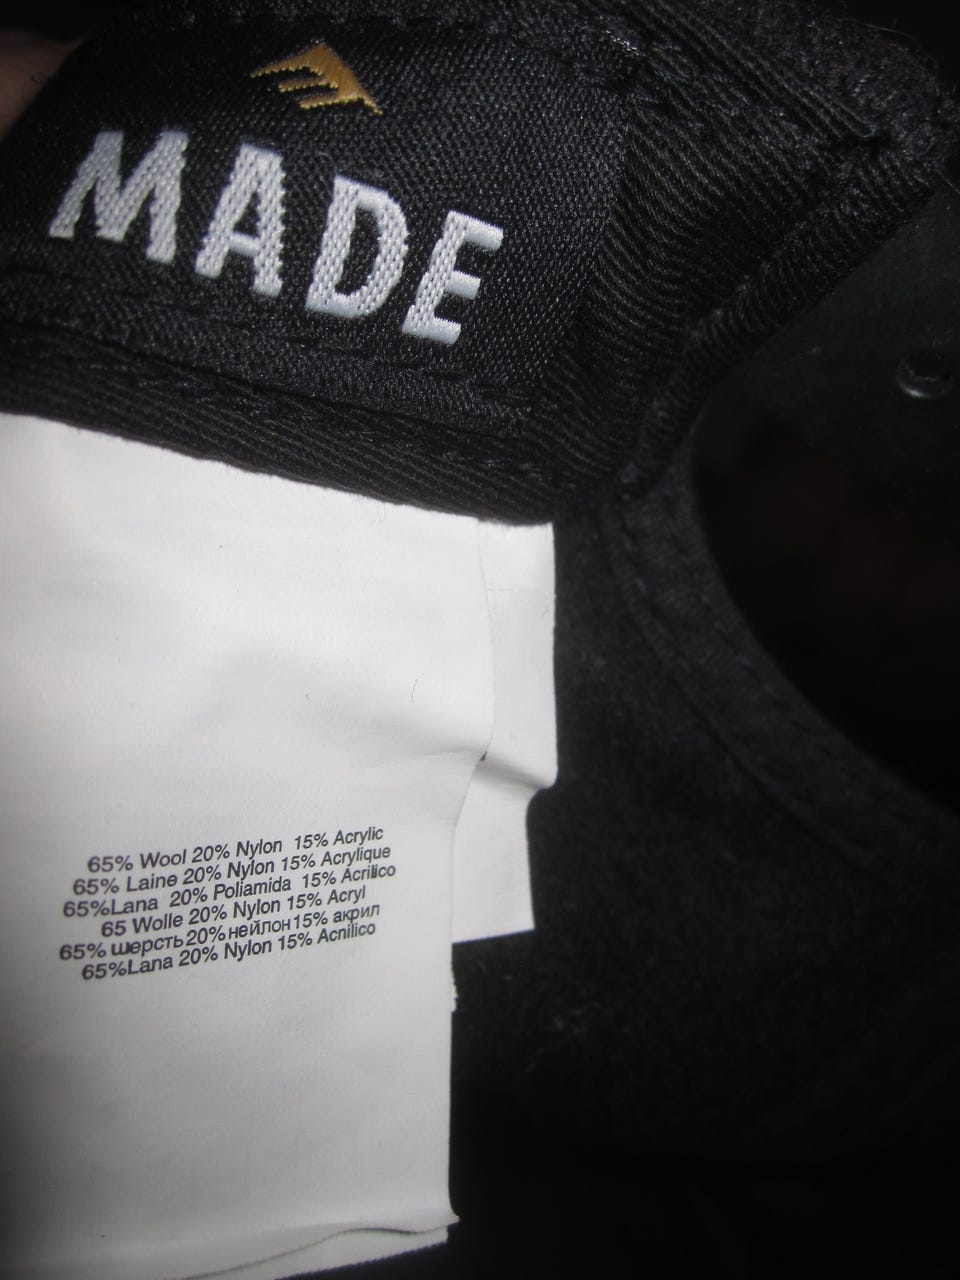 MADE
65% Wool 20% Nylon 15% Acrylic
65% Laine 20% Nylon 15% Acrylique
65%Lana 20% Poliamida 15% Acrilico
65 Wolle 20% Nylon 15% Acryl
65% шерсть20%нейлон15% акрил
65%Lana 20% Nylon 15% Acnilico